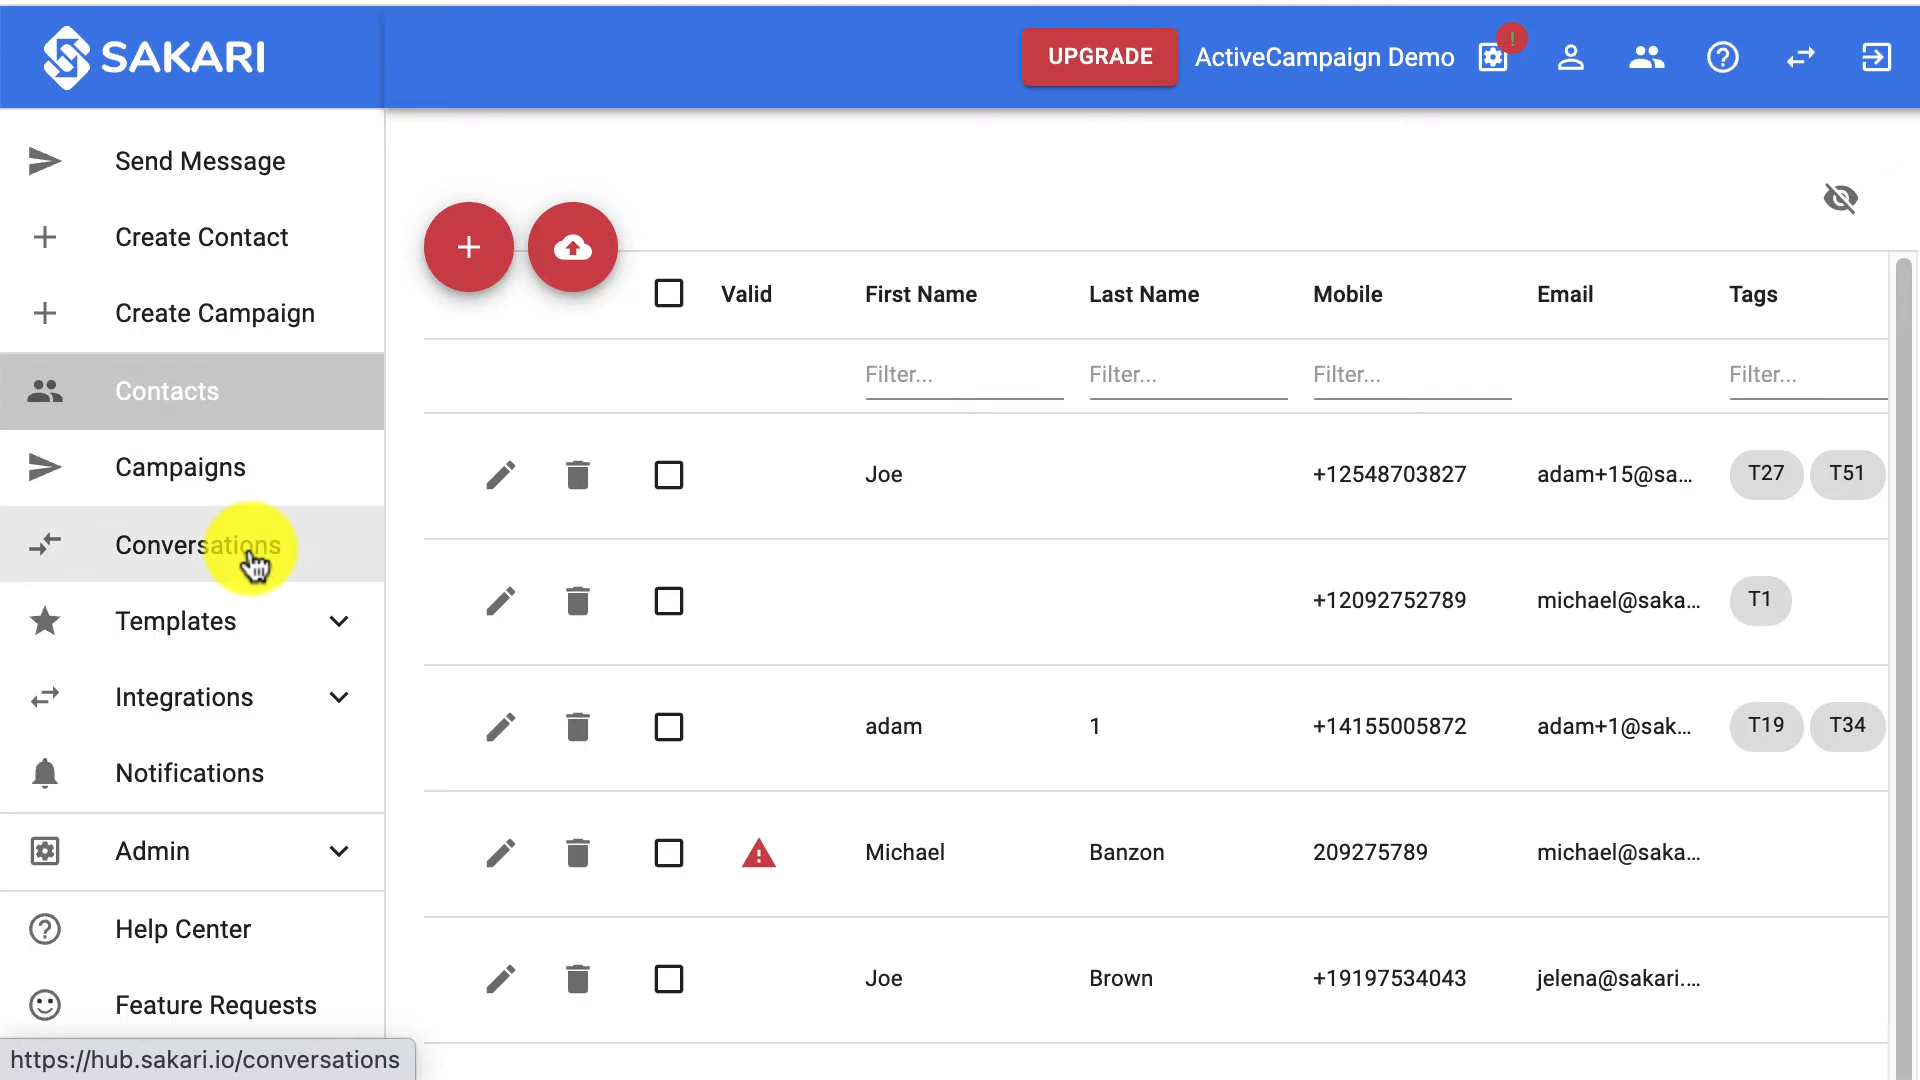 SAKARI
UPGRADE
ActiveCampaign Demo
!
Send Message
Create Contact
Create Campaign
Contacts
Campaigns
Conversations
Templates
Integrations
Notifications
Admin
Help Center
Feature Requests
https://hub.sakari.io/conversations
Valid First Name Last Name Mobile Email Tags
Filter... Filter... Filter... Filter...
Joe +12548703827 adam+15@sa... T27 T51
+12092752789 michael@saka... T1
adam 1 +14155005872 adam+1@sak... T19 T34
Michael Banzon 209275789 michael@saka...
Joe Brown +19197534043 jelena@sakari....